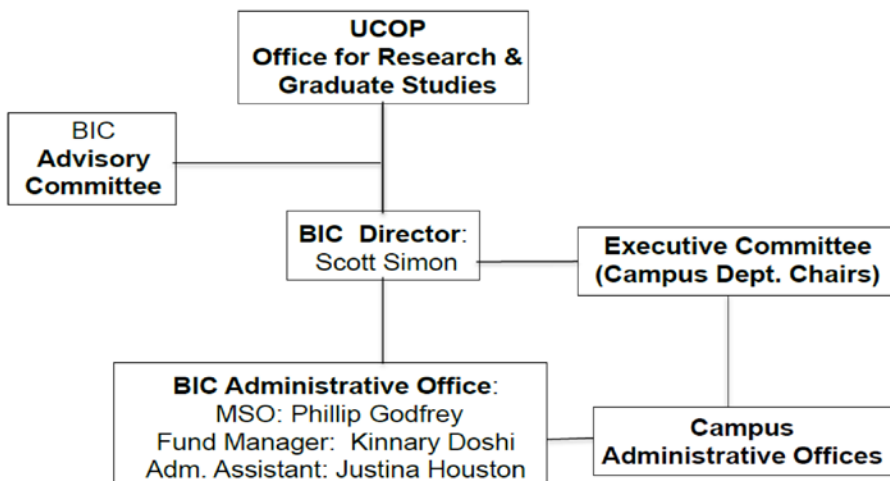 UCOP
Office for Research &
Graduate Studies
BIC
Advisory
Committee
BIC Director:
Scott Simon
Executive Committee
(Campus Dept. Chairs)
BIC Administrative Office:
MSO: Phillip Godfrey
Fund Manager: Kinnary Doshi
Adm. Assistant: Justina Houston
Campus
Administrative Offices